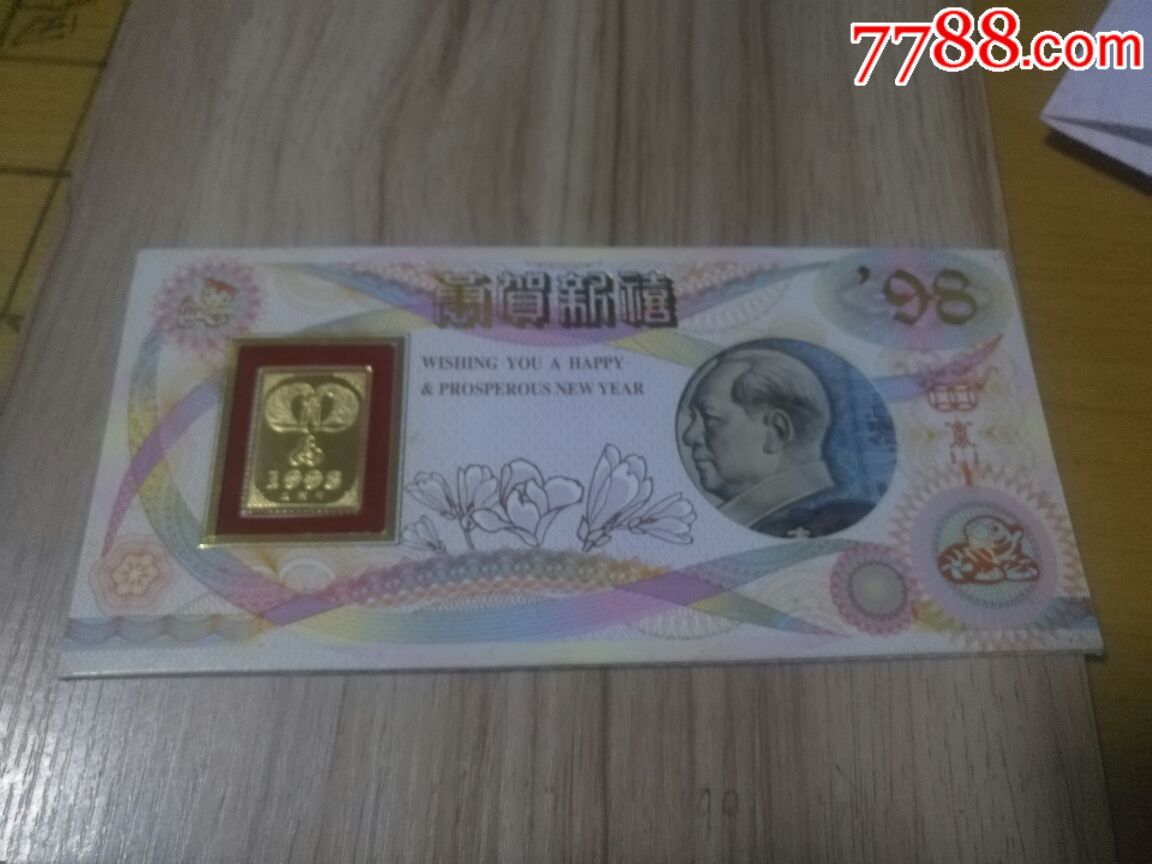 7788.com
恭賀新禧
'98
WISHING YOU A HAPPY
& PROSPEROUS NEW YEAR
1998